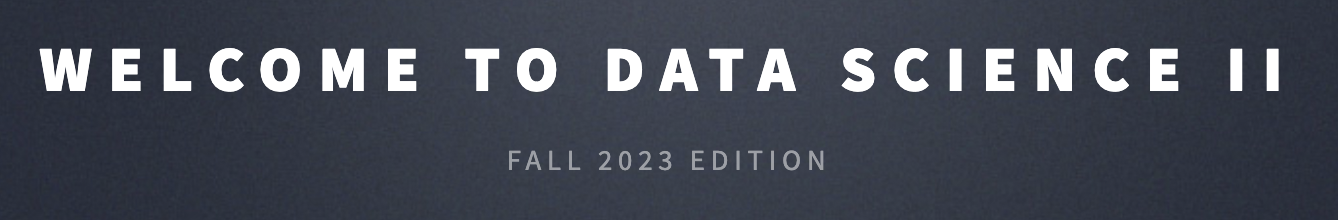 WELCOME TO DATA SCIENCE II
FALL 2023 EDITION